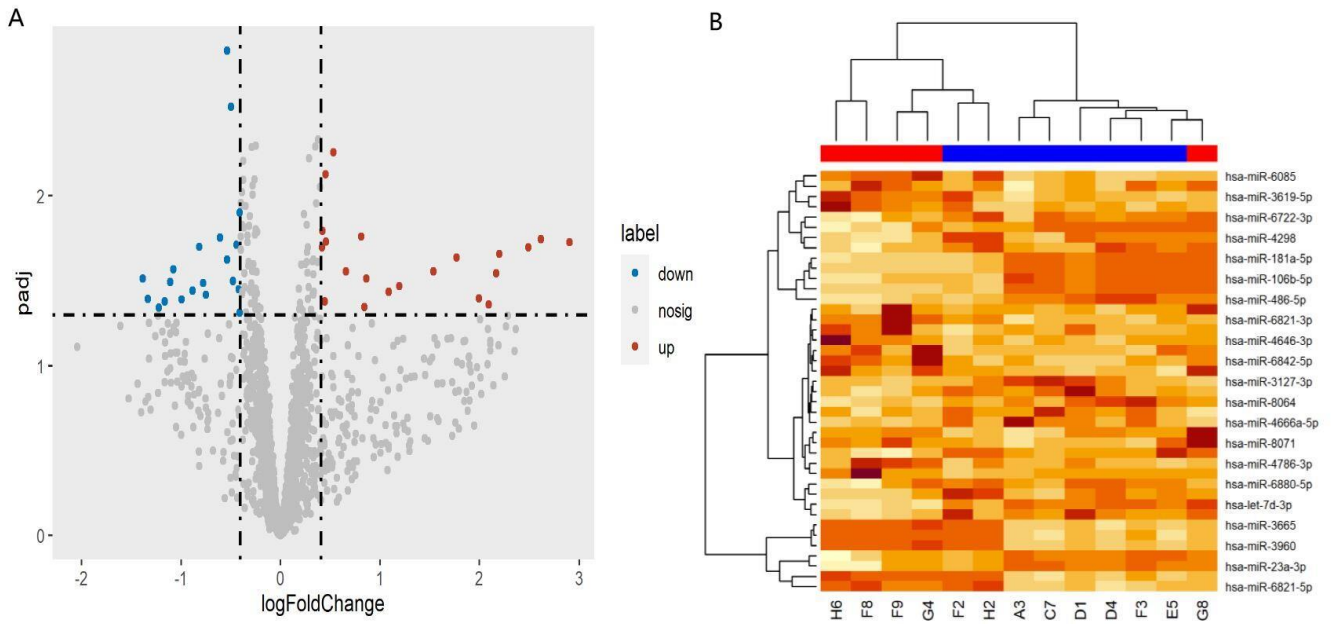 A
padj
2
1
0
-2
-1
0
1
2
3
logFoldChange
label
down
nosig
up
B
hsa-miR-6085
hsa-miR-3619-5p
hsa-miR-6722-3p
hsa-miR-4298
hsa-miR-181a-5p
hsa-miR-106b-5p
hsa-miR-486-5p
hsa-miR-6821-3p
hsa-miR-4646-3p
hsa-miR-6842-5p
hsa-miR-3127-3p
hsa-miR-8064
hsa-miR-4666a-5p
hsa-miR-8071
hsa-miR-4786-3p
hsa-miR-6880-5p
hsa-let-7d-3p
hsa-miR-3665
hsa-miR-3960
hsa-miR-23a-3p
hsa-miR-6821-5p
H6
F8
F9
G4
F2
H2
A3
C7
D1
D4
F3
E5
G8